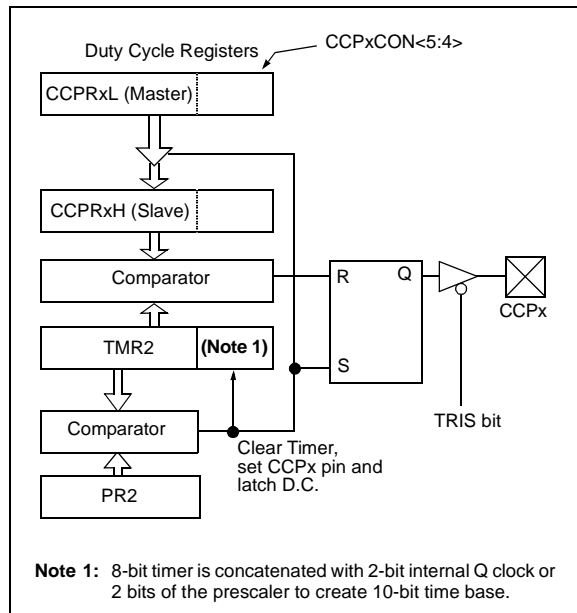 Duty Cycle Registers
CCPxCON<5:4>
CCPRxL (Master)
CCPRxH (Slave)
Comparator
R
Q
CCPx
TMR2
(Note 1)
S
TRIS bit
Comparator
Clear Timer,
set CCPx pin and
latch D.C.
PR2
Note 1: 8-bit timer is concatenated with 2-bit internal Q clock or
2 bits of the prescaler to create 10-bit time base.